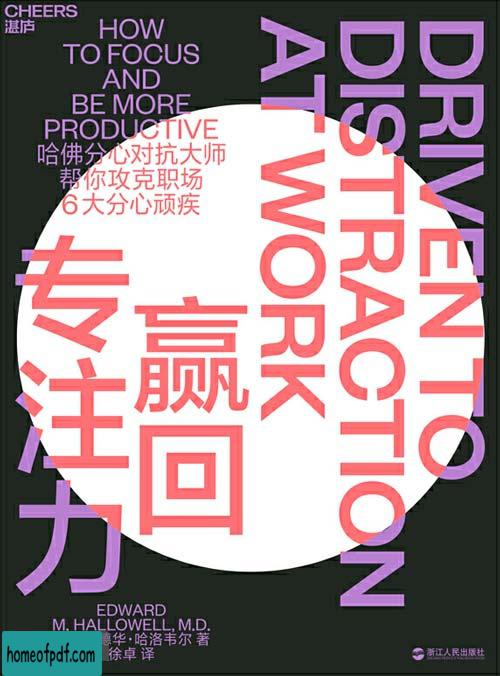 CHEERS
湛庐
HOW
TO FOCUS
AND
BE MORE
PRODUCTIVE
哈佛分心对抗大师
帮你攻克职场
6大分心顽疾
DRIVEN TO
DISTRACTION
AT WORK
赢回
专注力
EDWARD
M. HALLOWELL, M.D.
德华·哈洛韦尔 著
徐卓 译
浙江人民出版社
homeofpdf.com